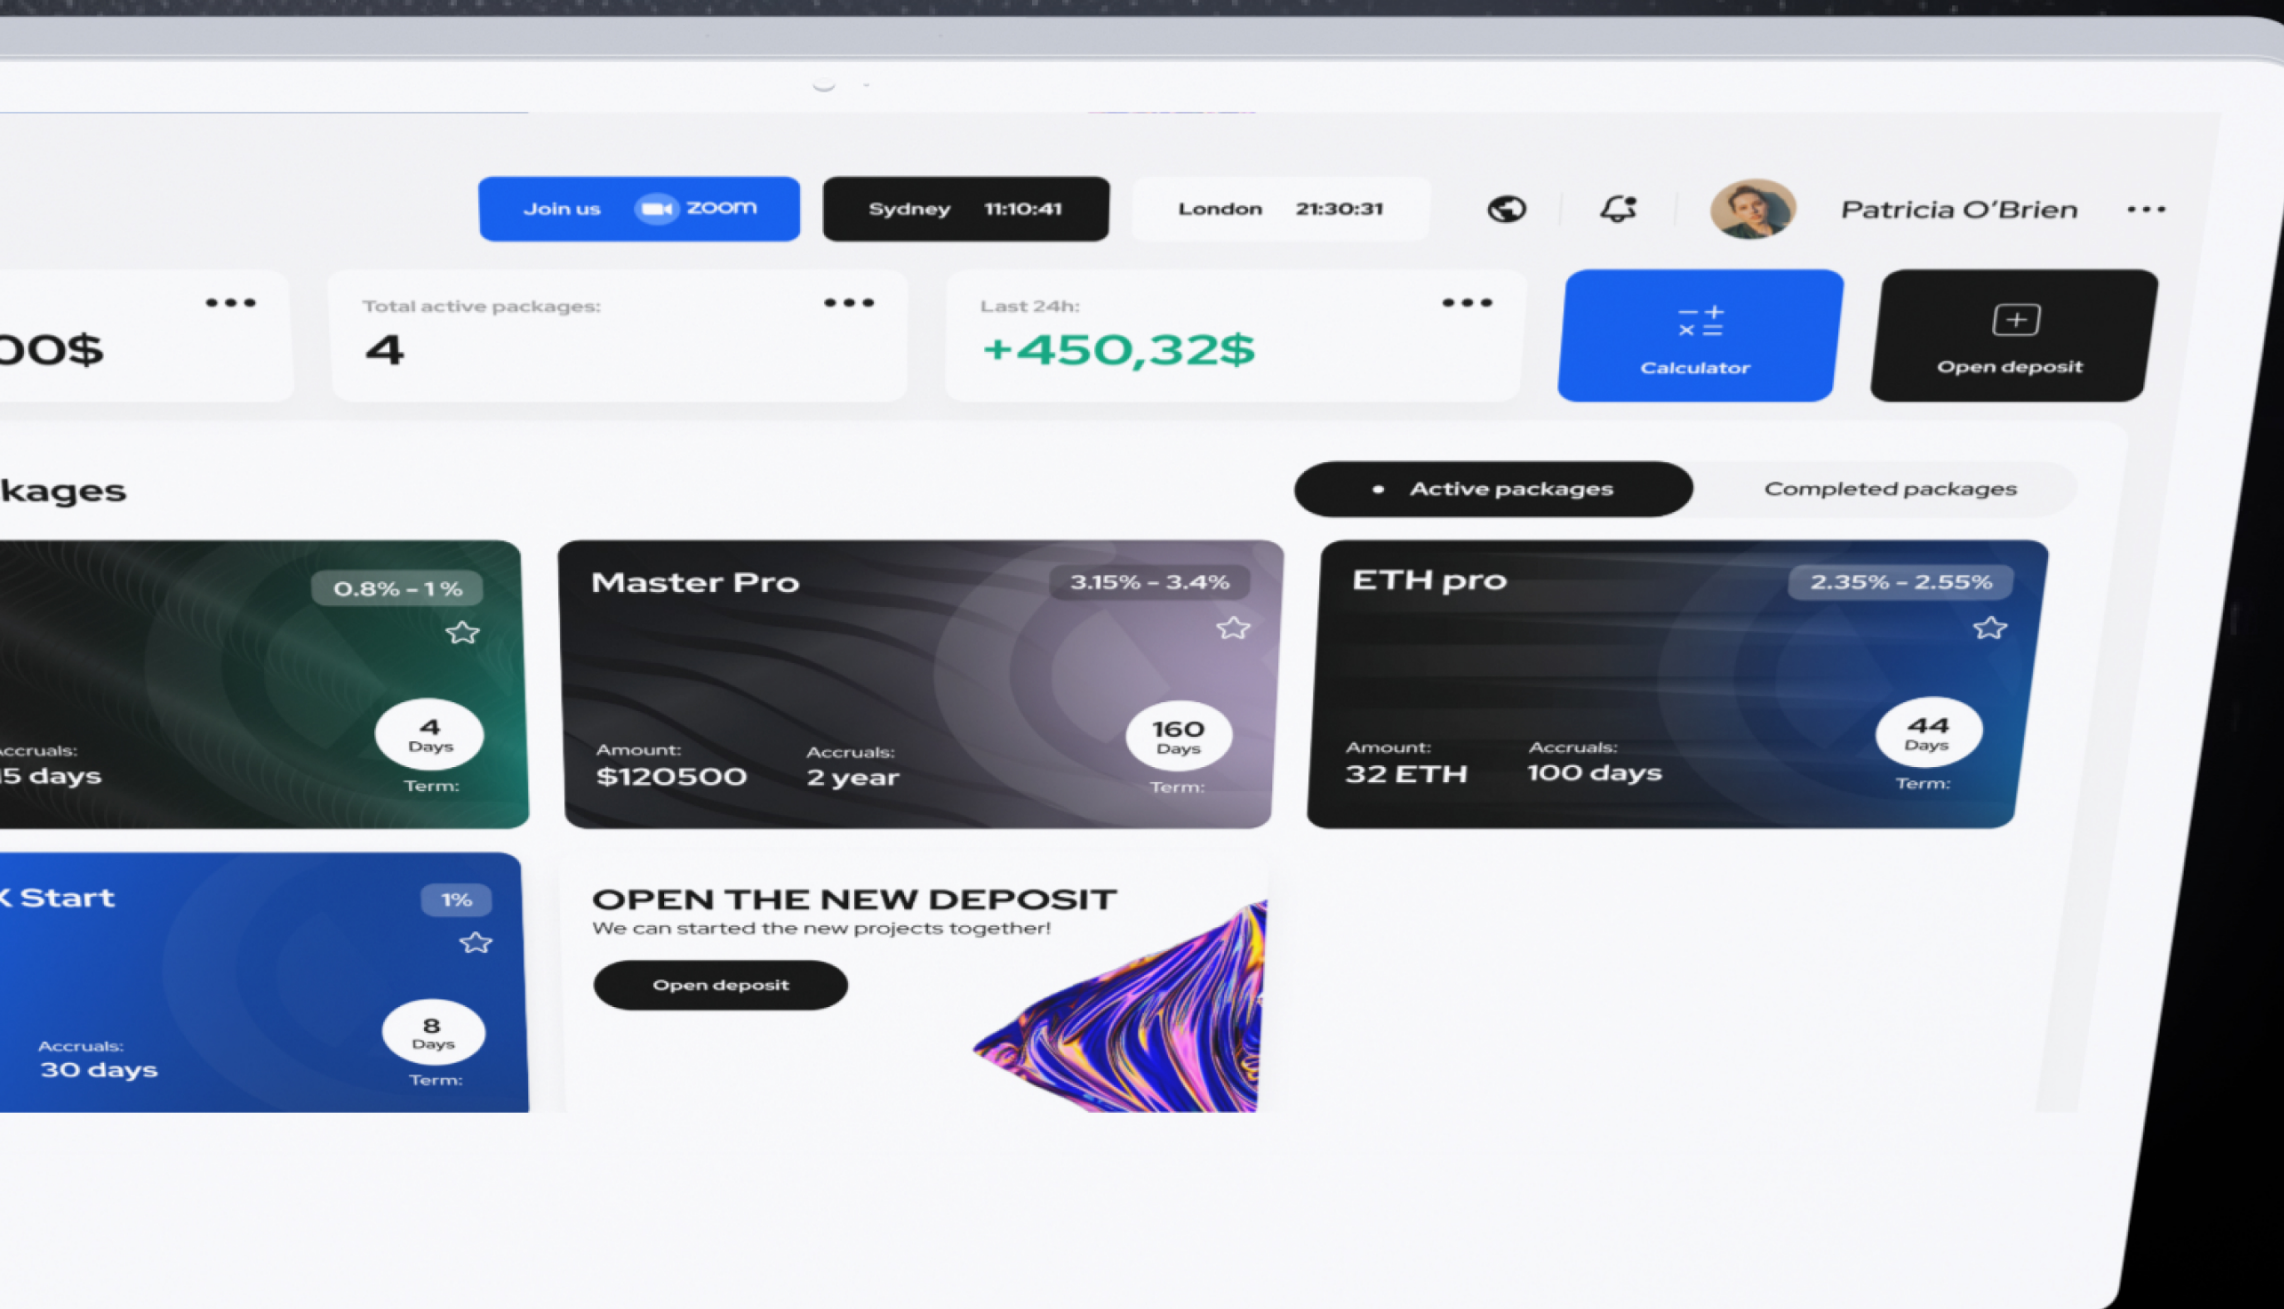 Join us zoom
Sydney 11:10:41
London 21:30:31
Patricia O'Brien
00$
Total active packages:
4
Last 24h:
+450,32$
Calculator
Open deposit
kages
Active packages
Completed packages
0.8% - 1%
4
Days
Term:
ccruals:
15 days
Master Pro
3.15% - 3.4%
Amount:
$120500
Accruals:
2 year
160
Days
Term:
ETH pro
2.35% - 2.55%
Amount:
32 ETH
Accruals:
100 days
44
Days
Term:
Start
1%
Accruals:
30 days
8
Days
Term:
OPEN THE NEW DEPOSIT
We can started the new projects together!
Open deposit